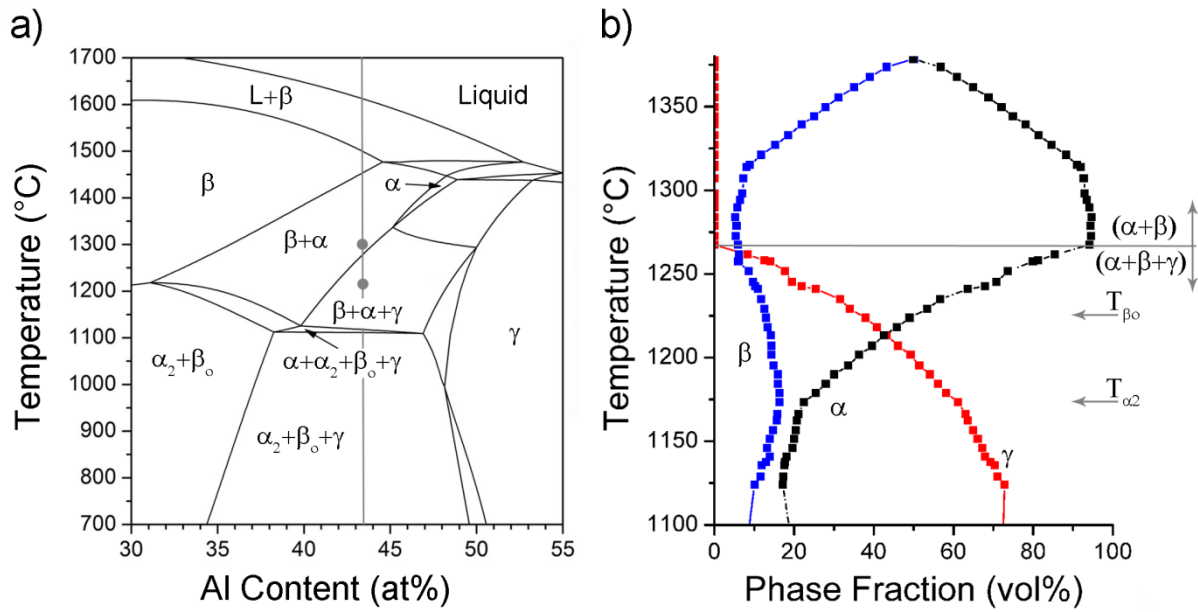 a)
1700
1600
1500
1400
1300
1200
1100
1000
900
800
700
Temperature (°C)
L+β
Liquid
β
α
β+α
β+α+γ
α+α₂+βₒ+γ
α₂+βₒ
γ
α₂+βₒ+γ
30 35 40 45 50 55
Al Content (at%)
b)
1350
1300
1250
1200
1150
1100
Temperature (°C)
(α+β)
(α+β+γ)
Tβo
Tα2
β
α
γ
0 20 40 60 80 100
Phase Fraction (vol%)